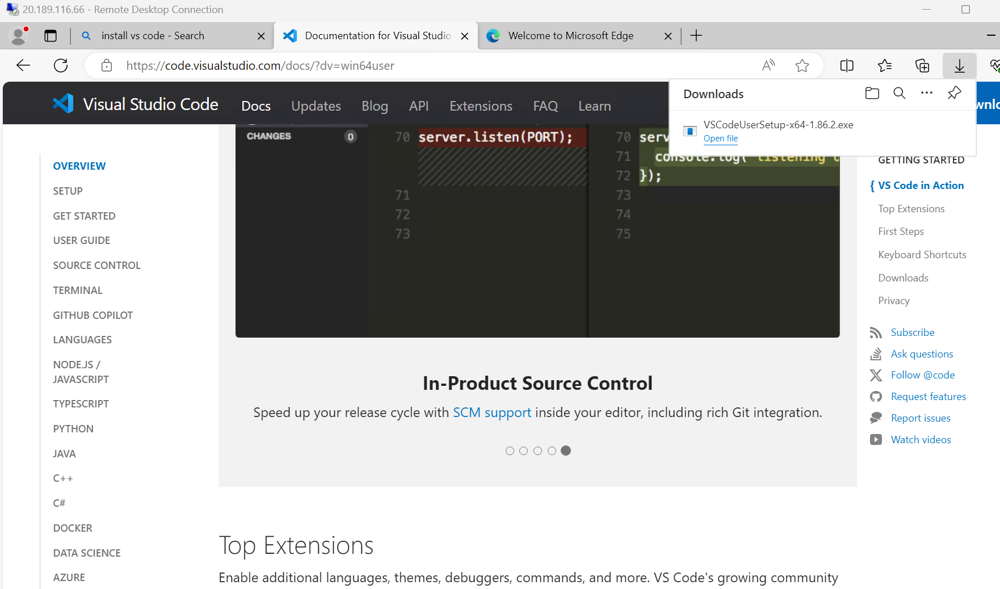 20.189.116.66 - Remote Desktop Connection
install vs code - Search
Documentation for Visual Studio
Welcome to Microsoft Edge
https://code.visualstudio.com/docs/?dv=win64user
Visual Studio Code
Docs
Updates
Blog
API
Extensions
FAQ
Learn
Downloads
VSCodeUserSetup-x64-1.86.2.exe
Open file
OVERVIEW
SETUP
GET STARTED
USER GUIDE
SOURCE CONTROL
TERMINAL
GITHUB COPILOT
LANGUAGES
NODE.JS /
JAVASCRIPT
TYPESCRIPT
PYTHON
JAVA
C++
C#
DOCKER
DATA SCIENCE
AZURE
CHANGES 0
70 server.listen(PORT);
71
72
73
70 serv
71 console.log( listening
72 });
73
74
75
In-Product Source Control
Speed up your release cycle with SCM support inside your editor, including rich Git integration.
Top Extensions
Enable additional languages, themes, debuggers, commands, and more. VS Code's growing community
GETTING STARTED
{ VS Code in Action
Top Extensions
First Steps
Keyboard Shortcuts
Downloads
Privacy
Subscribe
Ask questions
Follow @code
Request features
Report issues
Watch videos